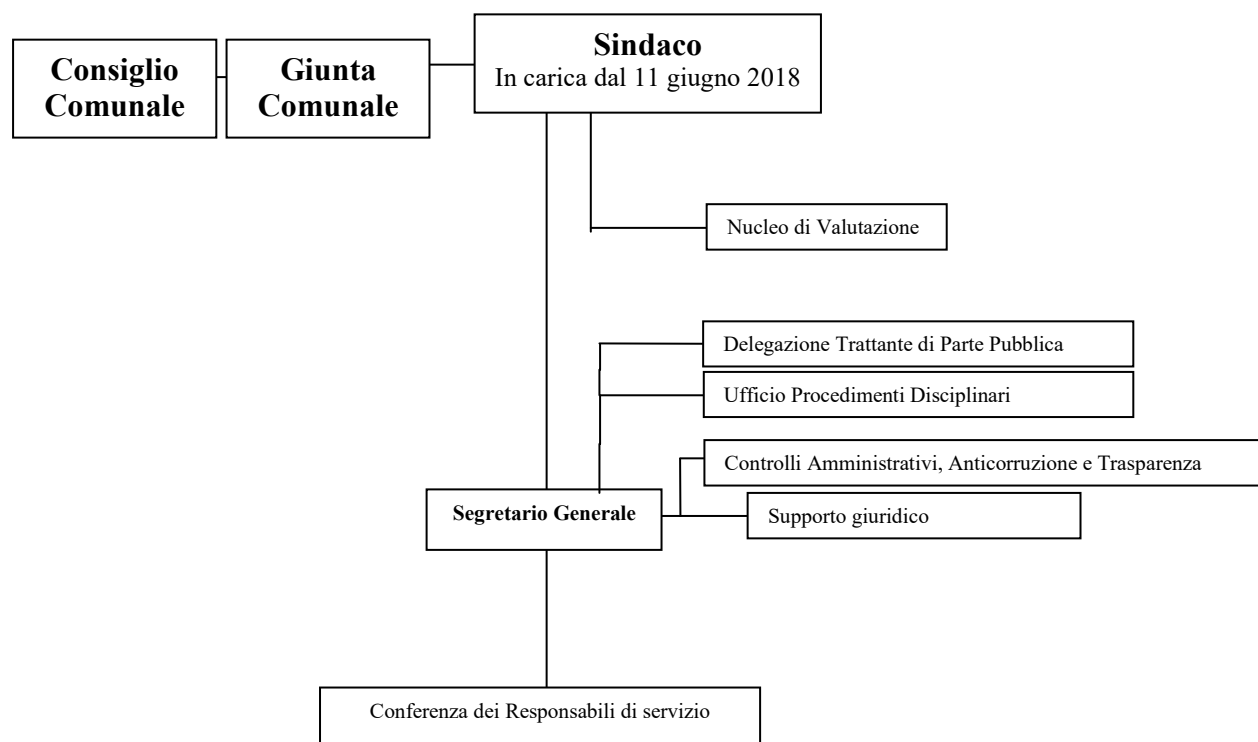 Consiglio
Comunale
Giunta
Comunale
Sindaco
In carica dal 11 giugno 2018
Nucleo di Valutazione
Delegazione Trattante di Parte Pubblica
Ufficio Procedimenti Disciplinari
Controlli Amministrativi, Anticorruzione e Trasparenza
Segretario Generale
Supporto giuridico
Conferenza dei Responsabili di servizio